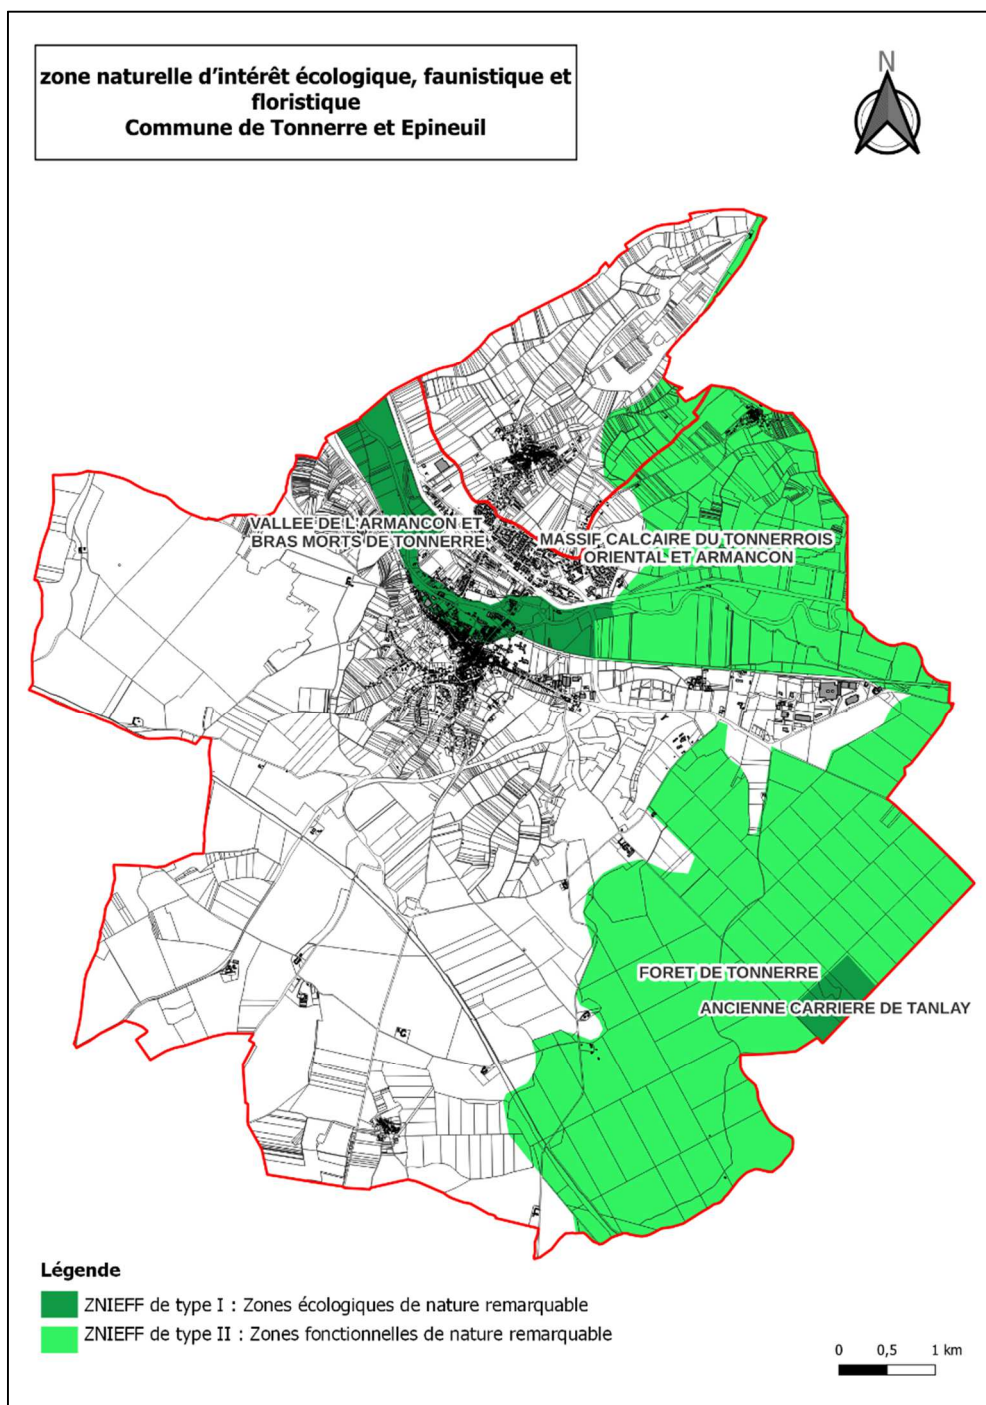 zone naturelle d'intérêt écologique, faunistique et
floristique
Commune de Tonnerre et Epineuil
N
VALLEE DE L'ARMANCON ET
BRAS MORTS DE TONNERRE
MASSIF CALCAIRE DU TONNERROIS
ORIENTAL ET ARMANCON
FORET DE TONNERRE
ANCIENNE CARRIERE DE TANLAY
Légende
ZNIEFF de type I : Zones écologiques de nature remarquable
ZNIEFF de type II : Zones fonctionnelles de nature remarquable
0 0,5 1 km